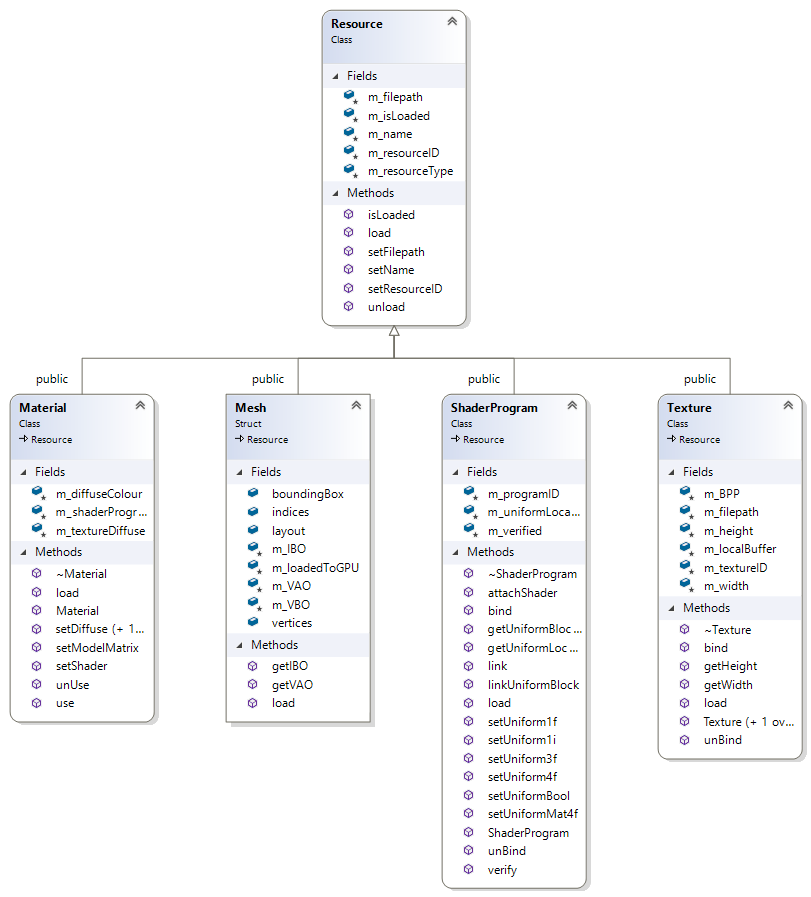 Resource
Class
Fields
m_filepath
m_isLoaded
m_name
m_resourceID
m_resourceType
Methods
isLoaded
load
setFilepath
setName
setResourceID
unload
public
public
public
public
Material
Class
Resource
Fields
m_diffuseColour
m_shaderProgr...
m_textureDiffuse
Methods
~Material
load
Material
setDiffuse (+ 1...
setModelMatrix
setShader
unUse
use
Mesh
Struct
Resource
Fields
boundingBox
indices
layout
m_IBO
m_loadedToGPU
m_VAO
m_VBO
vertices
Methods
getIBO
getVAO
load
ShaderProgram
Class
Resource
Fields
m_programID
m_uniformLoca...
m_verified
Methods
~ShaderProgram
attachShader
bind
getUniformBloc...
getUniformLoc...
link
linkUniformBlock
load
setUniform1f
setUniform1i
setUniform3f
setUniform4f
setUniformBool
setUniformMat4f
ShaderProgram
unBind
verify
Texture
Class
Resource
Fields
m_BPP
m_filepath
m_height
m_localBuffer
m_textureID
m_width
Methods
~Texture
bind
getHeight
getWidth
load
Texture (+ 1 ov...
unBind